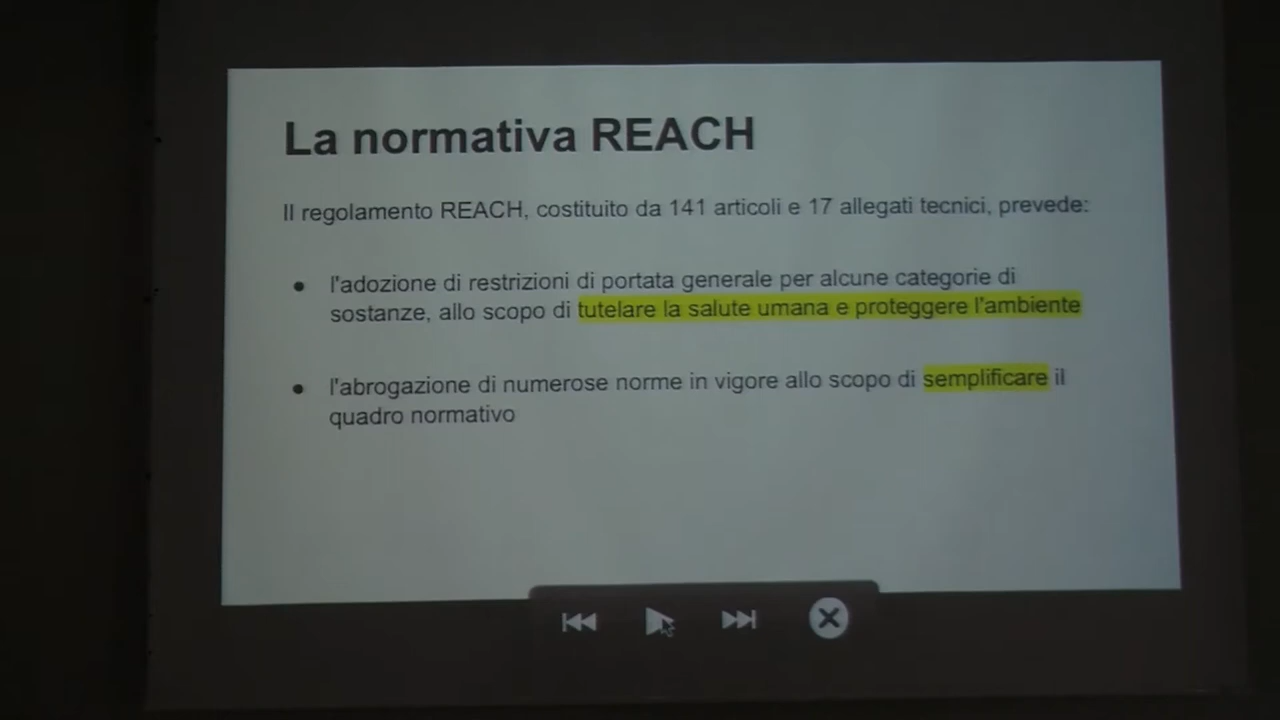 La normativa REACH
Il regolamento REACH, costituito da 141 articoli e 17 allegati tecnici, prevede:
l'adozione di restrizioni di portata generale per alcune categorie di
sostanze, allo scopo di tutelare la salute umana e proteggere l'ambiente
l'abrogazione di numerose norme in vigore allo scopo di semplificare il
quadro normativo